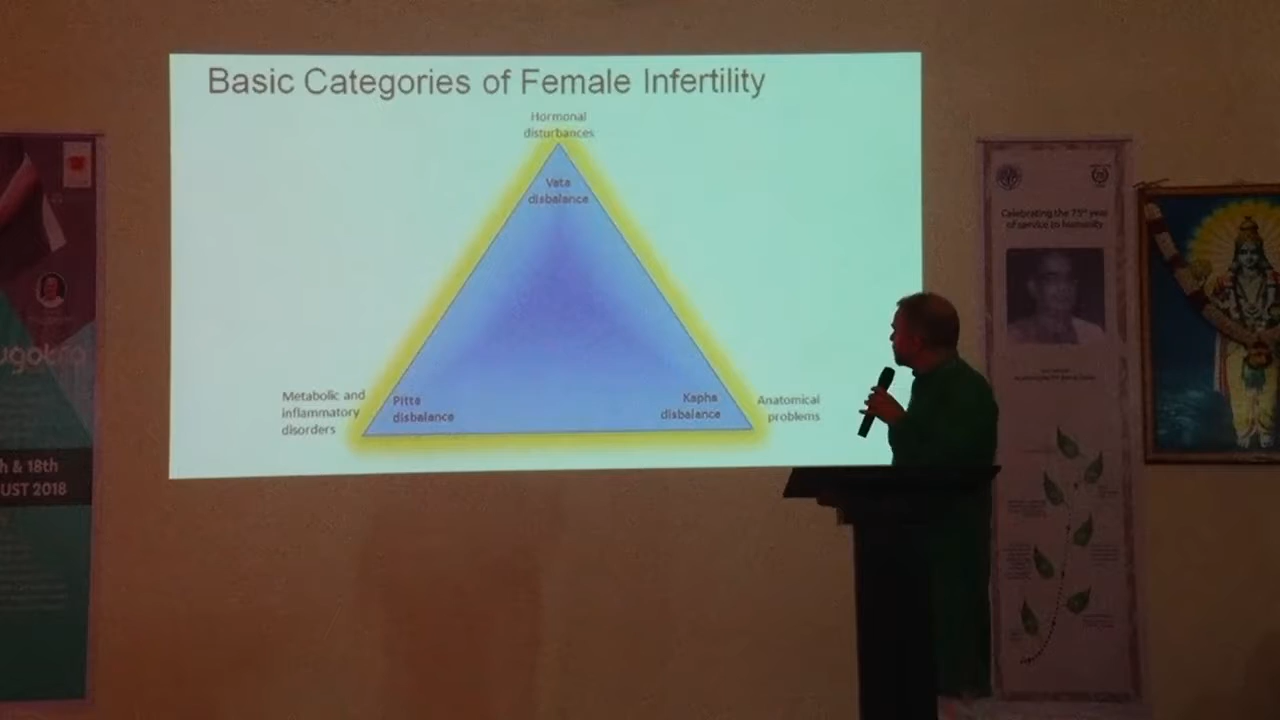 Basic Categories of Female Infertility
Hormonal
disturbances
Vata
disbalance
Metabolic and
inflammatory
disorders
Pitta
disbalance
Kapha
disbalance
Anatomical
problems
ugotra
h & 18th
UST 2018
Celebrating the 75th year
of service to humanity